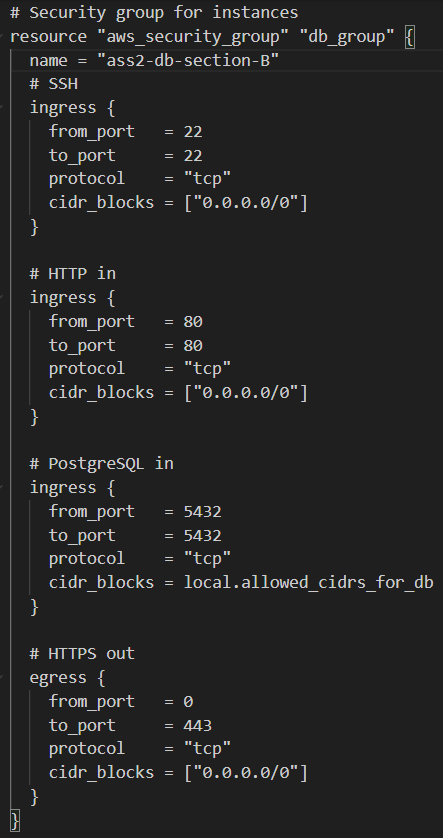 # Security group for instances
resource "aws_security_group" "db_group" {
  name = "ass2-db-section-B"
  # SSH
  ingress {
    from_port   = 22
    to_port     = 22
    protocol    = "tcp"
    cidr_blocks = ["0.0.0.0/0"]
  }

  # HTTP in
  ingress {
    from_port   = 80
    to_port     = 80
    protocol    = "tcp"
    cidr_blocks = ["0.0.0.0/0"]
  }

  # PostgreSQL in
  ingress {
    from_port   = 5432
    to_port     = 5432
    protocol    = "tcp"
    cidr_blocks = local.allowed_cidrs_for_db
  }

  # HTTPS out
  egress {
    from_port   = 0
    to_port     = 443
    protocol    = "tcp"
    cidr_blocks = ["0.0.0.0/0"]
  }
}